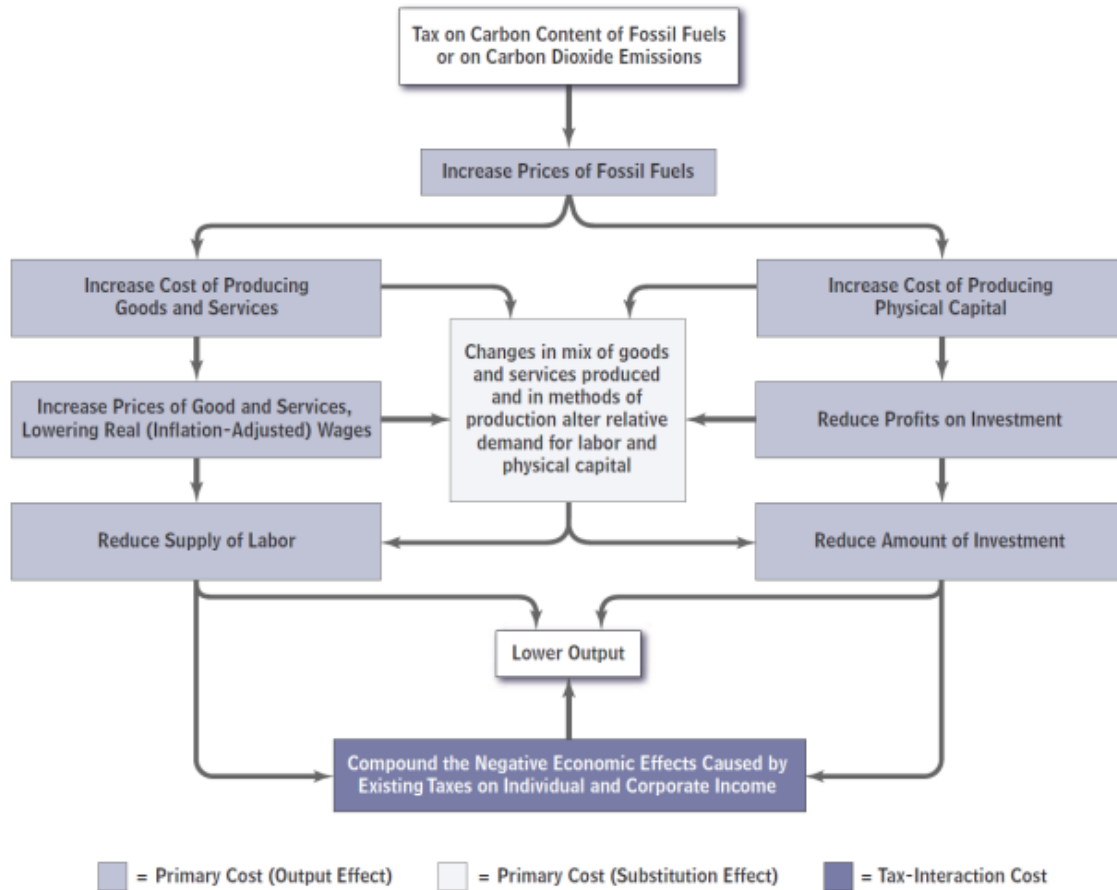 Tax on Carbon Content of Fossil Fuels
or on Carbon Dioxide Emissions
Increase Prices of Fossil Fuels
Increase Cost of Producing
Goods and Services
Increase Cost of Producing
Physical Capital
Changes in mix of goods
and services produced
and in methods of
production alter relative
demand for labor and
physical capital
Increase Prices of Good and Services,
Lowering Real (Inflation-Adjusted) Wages
Reduce Profits on Investment
Reduce Supply of Labor
Reduce Amount of Investment
Lower Output
Compound the Negative Economic Effects Caused by
Existing Taxes on Individual and Corporate Income
= Primary Cost (Output Effect)
= Primary Cost (Substitution Effect)
= Tax-Interaction Cost